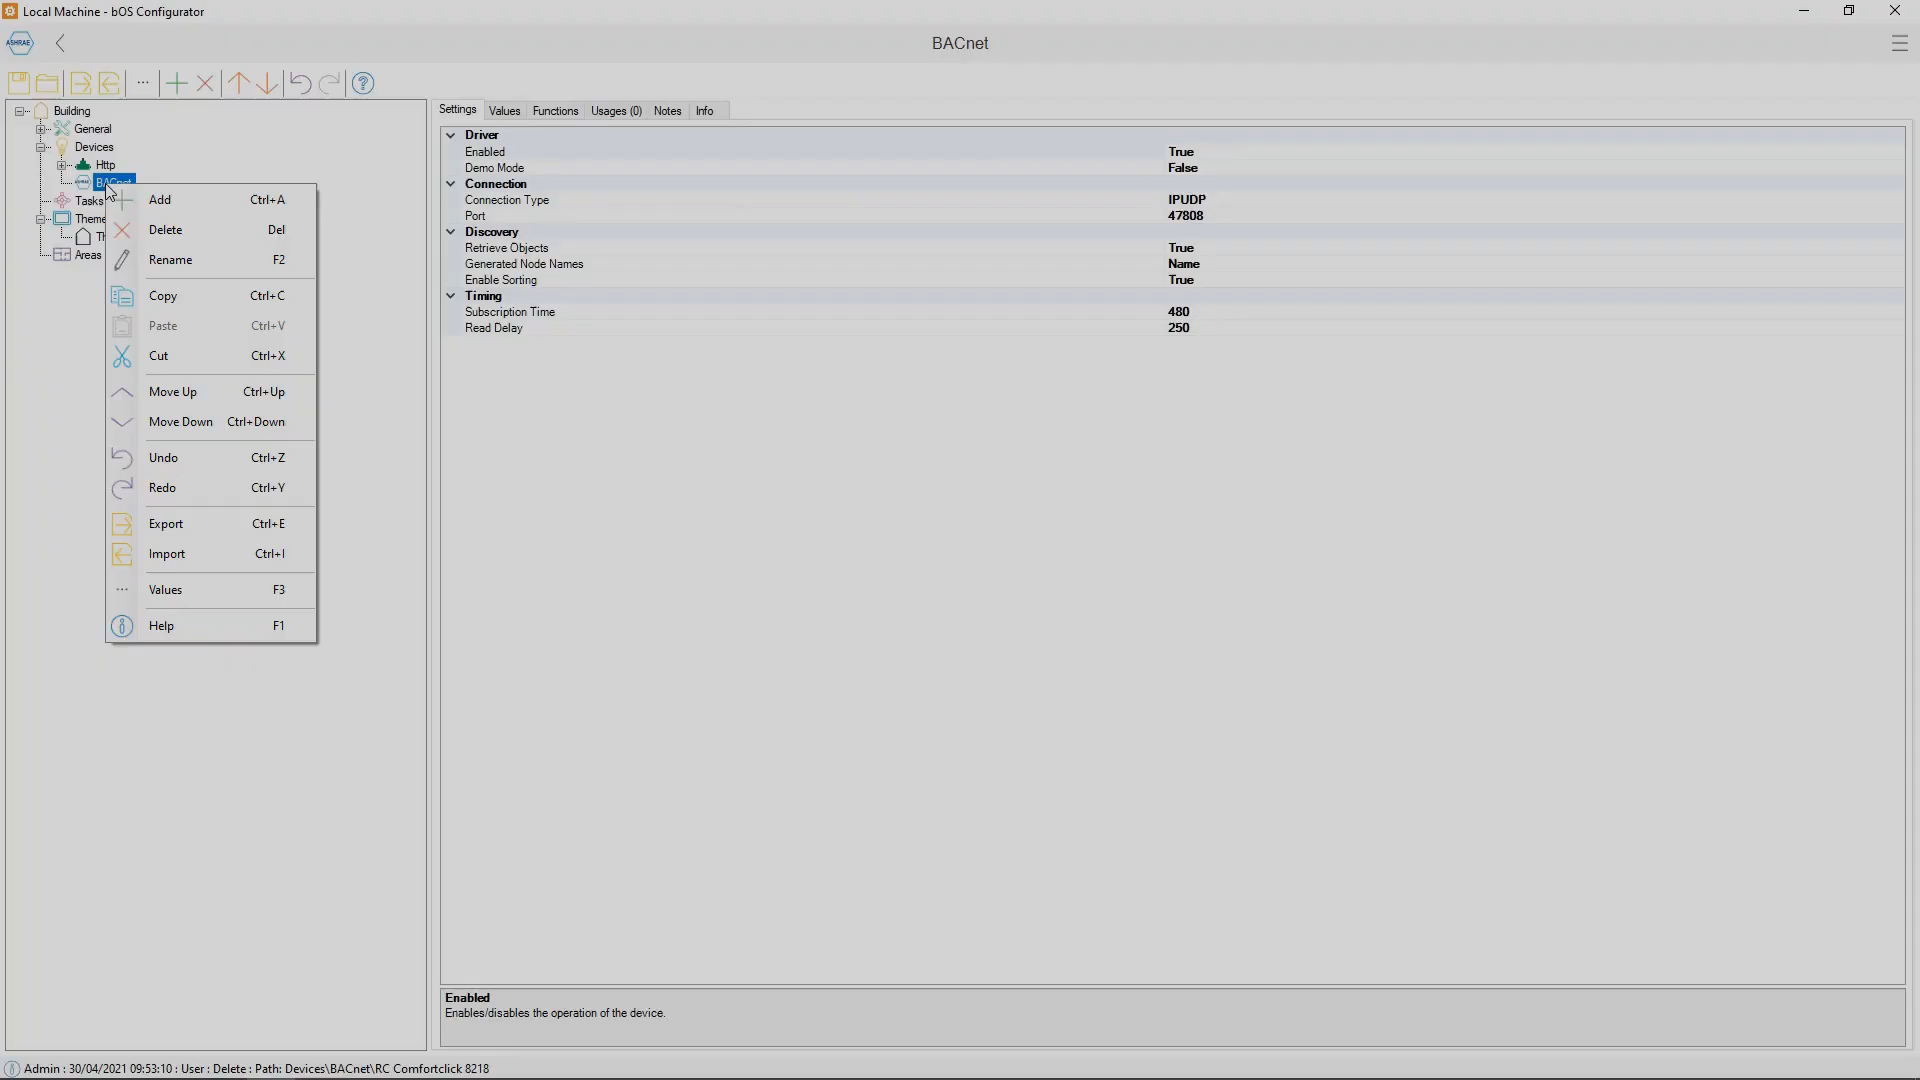 Local Machine - bOS Configurator
ASHRAE
BACnet
Building
General
Devices
Http
BACnet
Tasks
Theme
Th
Areas
Add Ctrl+A
Delete Del
Rename F2
Copy Ctrl+C
Paste Ctrl+V
Cut Ctrl+X
Move Up Ctrl+Up
Move Down Ctrl+Down
Undo Ctrl+Z
Redo Ctrl+Y
Export Ctrl+E
Import Ctrl+I
Values F3
Help F1
Settings Values Functions Usages (0) Notes Info
Driver
Enabled True
Demo Mode False
Connection
Connection Type IPUDP
Port 47808
Discovery
Retrieve Objects True
Generated Node Names Name
Enable Sorting True
Timing
Subscription Time 480
Read Delay 250
Enabled
Enables/disables the operation of the device.
Admin : 30/04/2021 09:53:10 : User : Delete : Path: Devices\BACnet\RC Comfortclick 8218